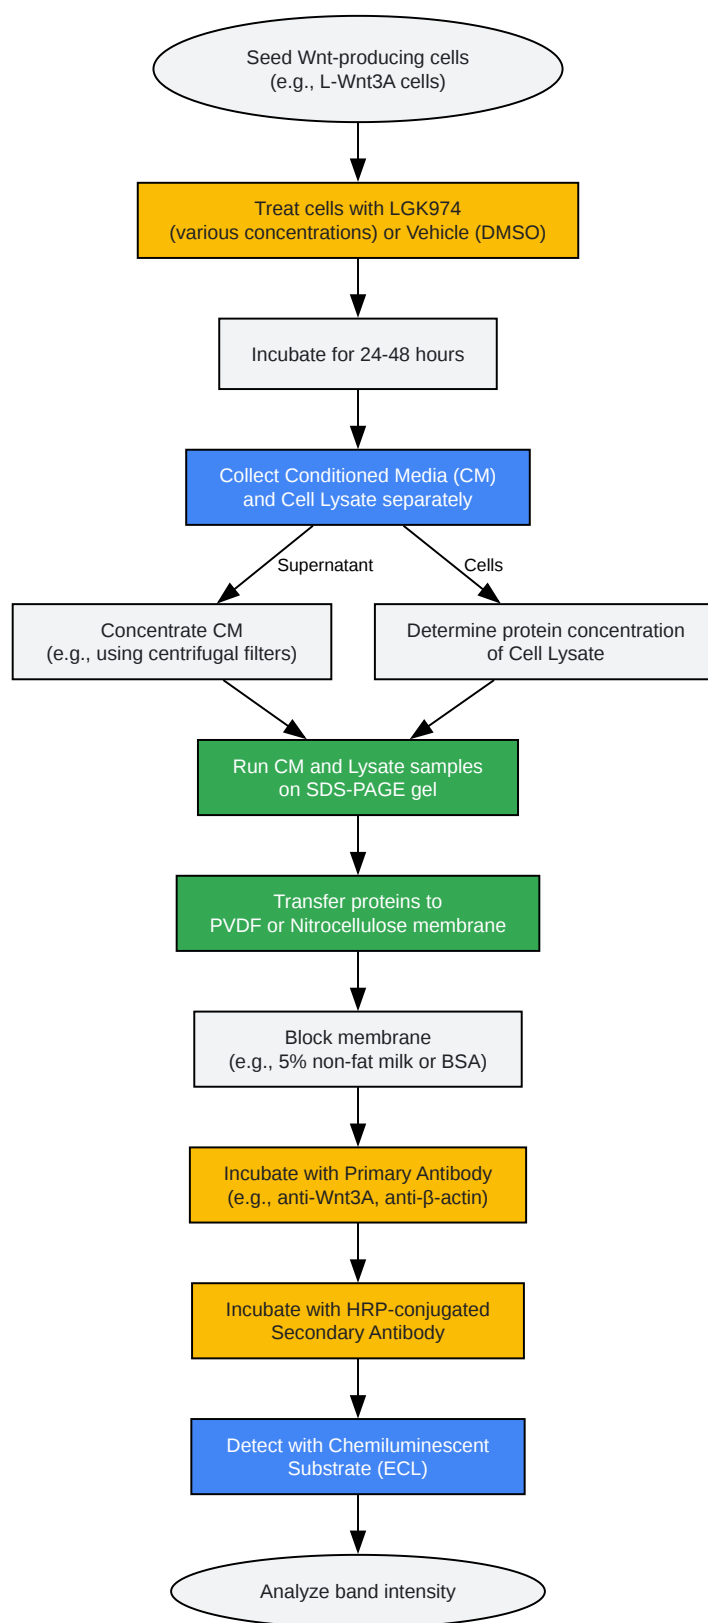 Seed Wnt-producing cells
(e.g., L-Wnt3A cells)
Treat cells with LGK974
(various concentrations) or Vehicle (DMSO)
Incubate for 24-48 hours
Collect Conditioned Media (CM)
and Cell Lysate separately
Supernatant
Cells
Concentrate CM
(e.g., using centrifugal filters)
Determine protein concentration
of Cell Lysate
Run CM and Lysate samples
on SDS-PAGE gel
Transfer proteins to
PVDF or Nitrocellulose membrane
Block membrane
(e.g., 5% non-fat milk or BSA)
Incubate with Primary Antibody
(e.g., anti-Wnt3A, anti-β-actin)
Incubate with HRP-conjugated
Secondary Antibody
Detect with Chemiluminescent
Substrate (ECL)
Analyze band intensity